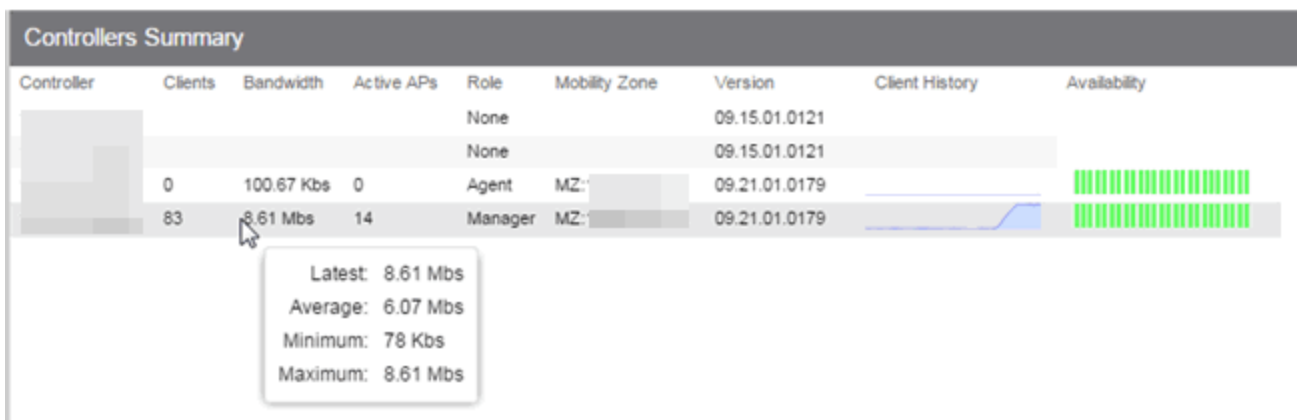 Controllers Summary
Controller Clients Bandwidth Active APs Role Mobility Zone Version Client History Availability
None 09.15.01.0121
None 09.15.01.0121
0 100.67 Kbs 0 Agent MZ: 09.21.01.0179
83 8.61 Mbs 14 Manager MZ: 09.21.01.0179
Latest: 8.61 Mbs
Average: 6.07 Mbs
Minimum: 78 Kbs
Maximum: 8.61 Mbs